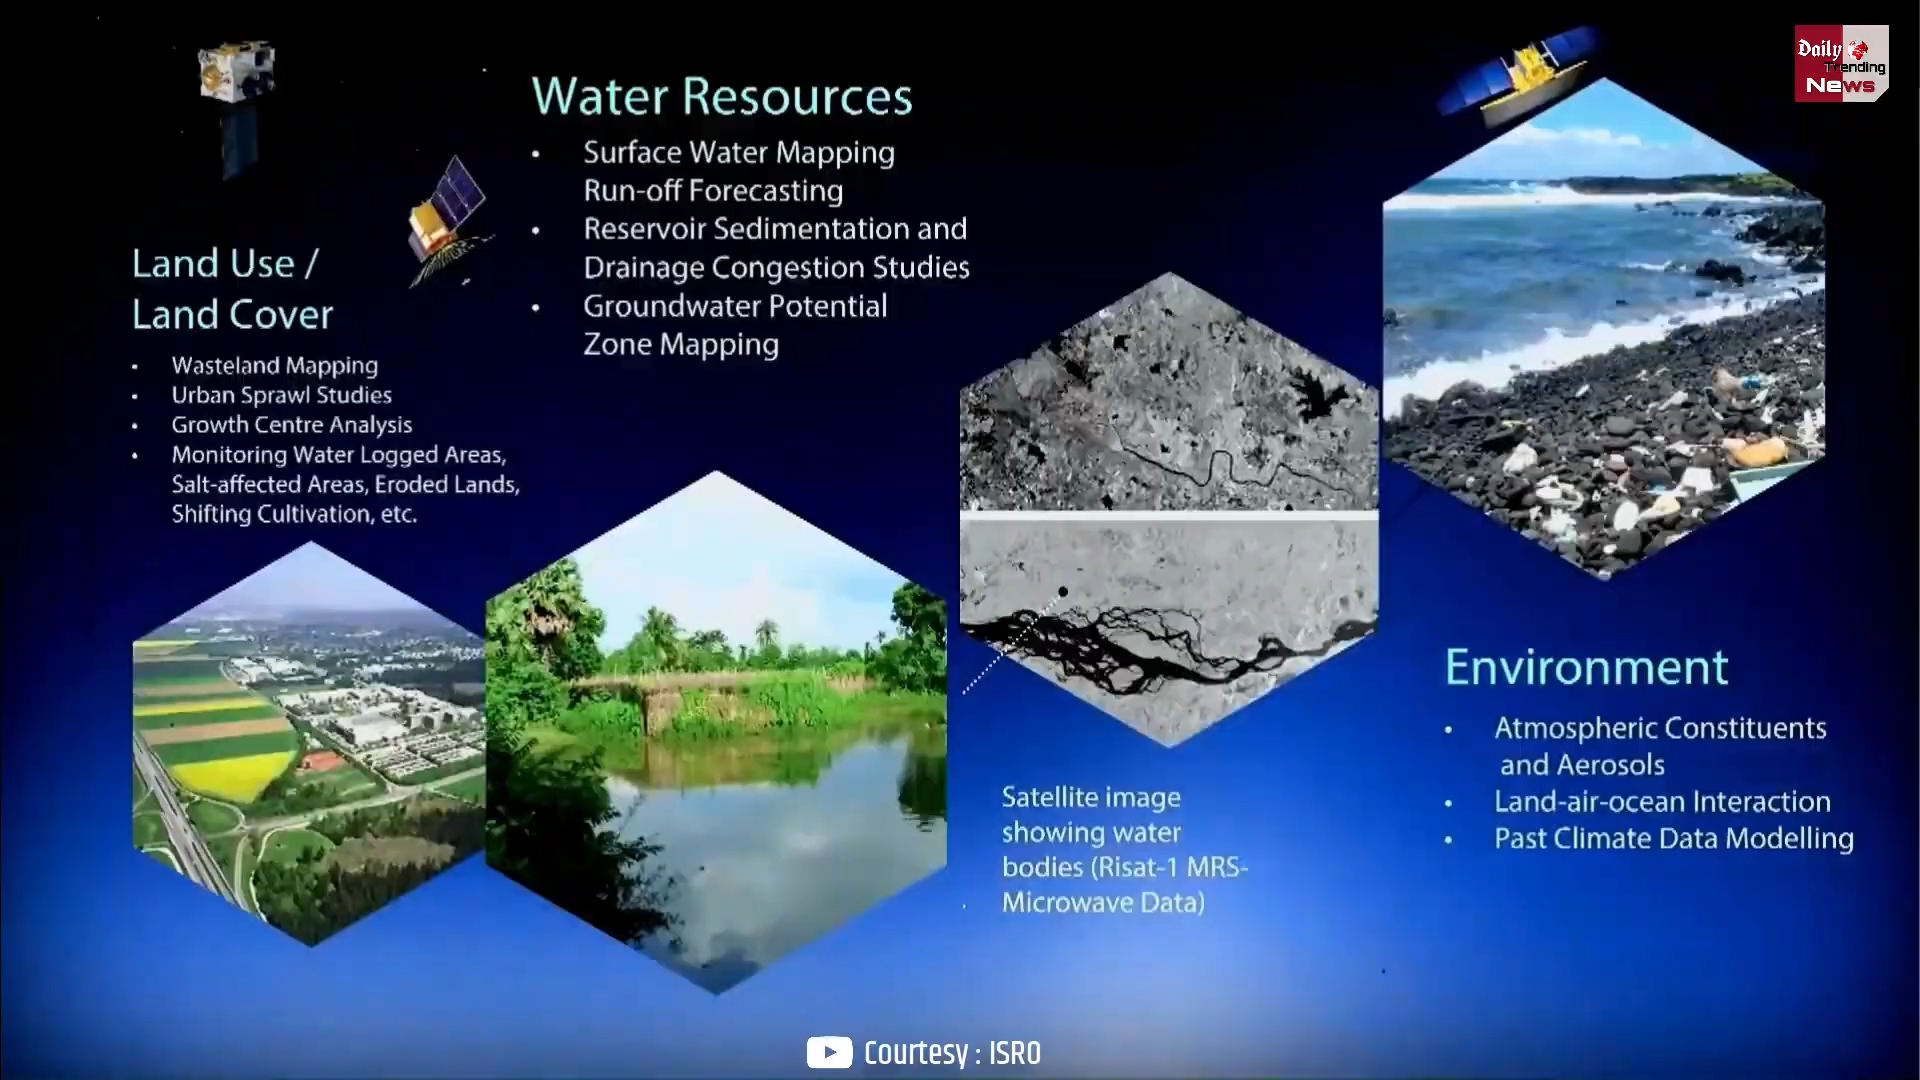 Daily
Trending
News
Water Resources
• Surface Water Mapping
Run-off Forecasting
• Reservoir Sedimentation and
Drainage Congestion Studies
• Groundwater Potential
Zone Mapping
Land Use /
Land Cover
• Wasteland Mapping
• Urban Sprawl Studies
• Growth Centre Analysis
• Monitoring Water Logged Areas,
Salt-affected Areas, Eroded Lands,
Shifting Cultivation, etc.
Satellite image
showing water
bodies (Risat-1 MRS-
Microwave Data)
Environment
• Atmospheric Constituents
and Aerosols
• Land-air-ocean Interaction
• Past Climate Data Modelling
Courtesy : ISRO